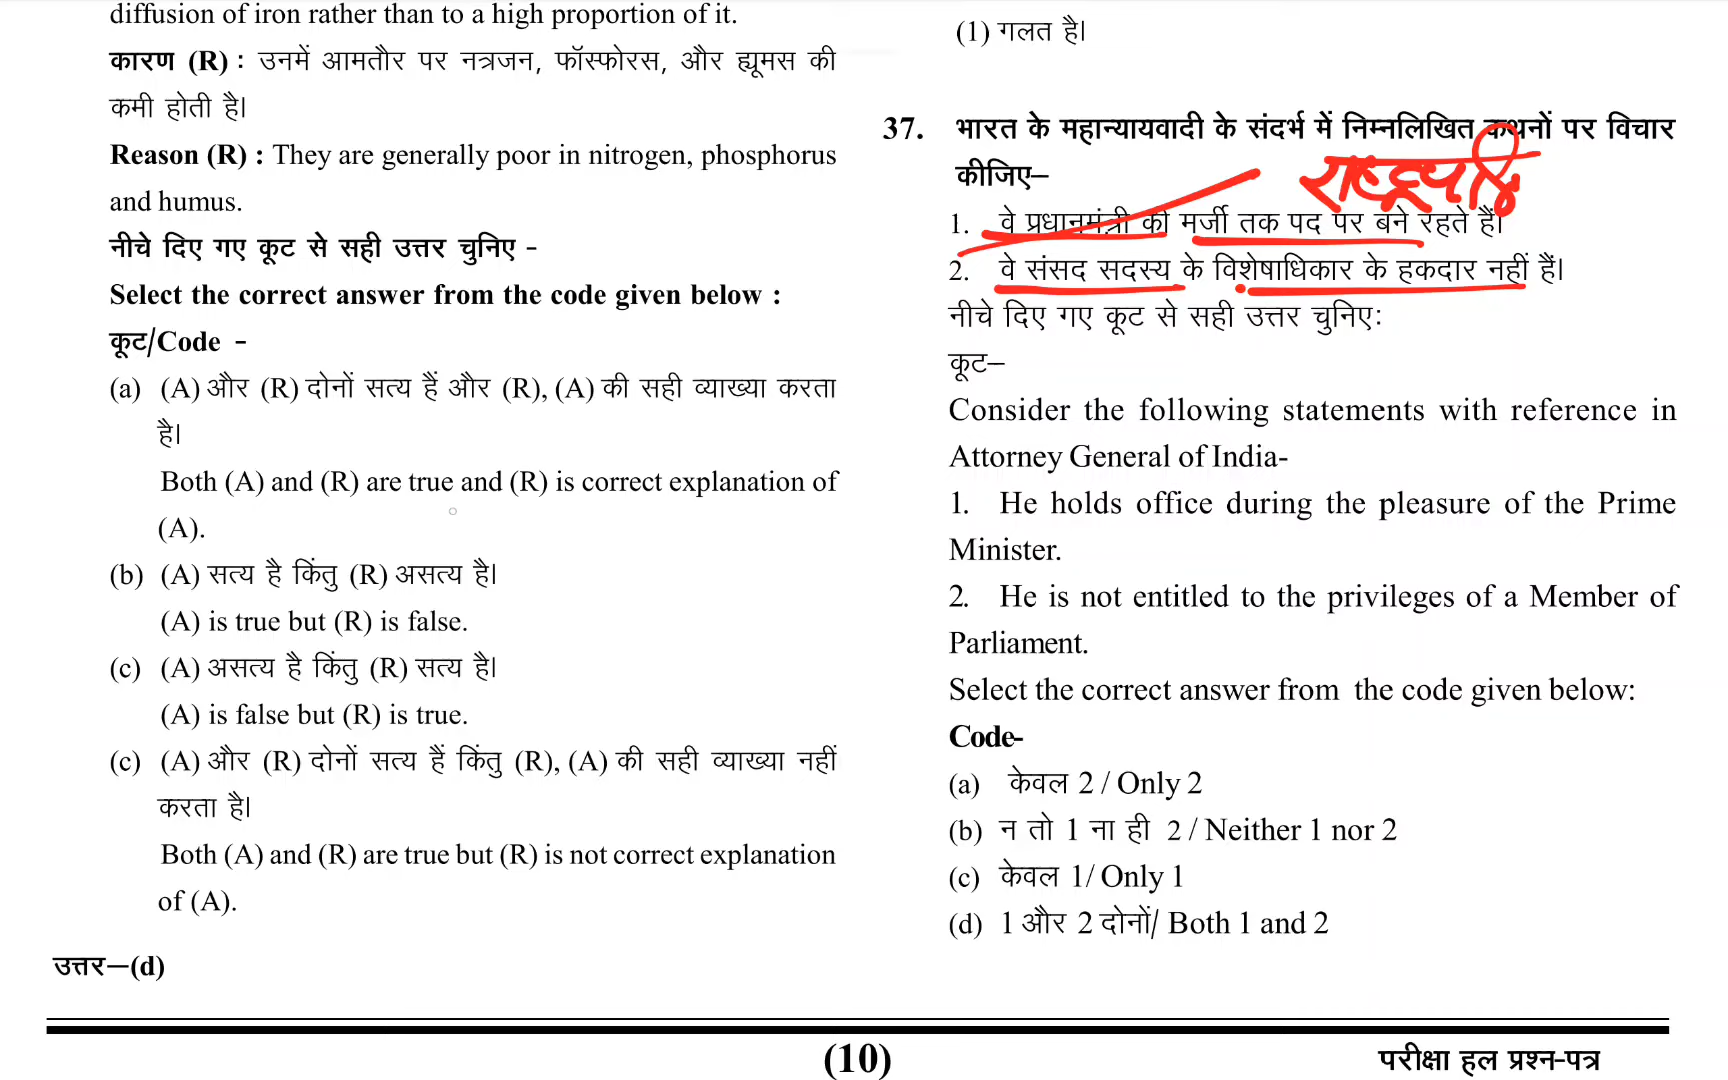 diffusion of iron rather than to a high proportion of it.
कारण (R) : उनमें आमतौर पर नत्रजन, फॉस्फोरस, और ह्यूमस की
कमी होती है।
Reason (R) : They are generally poor in nitrogen, phosphorus
and humus.
नीचे दिए गए कूट से सही उत्तर चुनिए -
Select the correct answer from the code given below :
कूट/Code -
(a) (A) और (R) दोनों सत्य हैं और (R), (A) की सही व्याख्या करता
है।
Both (A) and (R) are true and (R) is correct explanation of
(A).
(b) (A) सत्य है किंतु (R) असत्य है।
(A) is true but (R) is false.
(c) (A) असत्य है किंतु (R) सत्य है।
(A) is false but (R) is true.
(c) (A) और (R) दोनों सत्य हैं किंतु (R), (A) की सही व्याख्या नहीं
करता है।
Both (A) and (R) are true but (R) is not correct explanation
of (A).
उत्तर–(d)
(1) गलत है।
37. भारत के महान्यायवादी के संदर्भ में निम्नलिखित कथनों पर विचार
कीजिए–
राष्ट्रपति
1. वे प्रधानमंत्री की मर्जी तक पद पर बने रहते हैं।
2. वे संसद सदस्य के विशेषाधिकार के हकदार नहीं हैं।
नीचे दिए गए कूट से सही उत्तर चुनिए:
कूट–
Consider the following statements with reference in
Attorney General of India-
1. He holds office during the pleasure of the Prime
Minister.
2. He is not entitled to the privileges of a Member of
Parliament.
Select the correct answer from the code given below:
Code-
(a) केवल 2 / Only 2
(b) न तो 1 ना ही 2 / Neither 1 nor 2
(c) केवल 1/ Only 1
(d) 1 और 2 दोनों/ Both 1 and 2
(10)
परीक्षा हल प्रश्न-पत्र